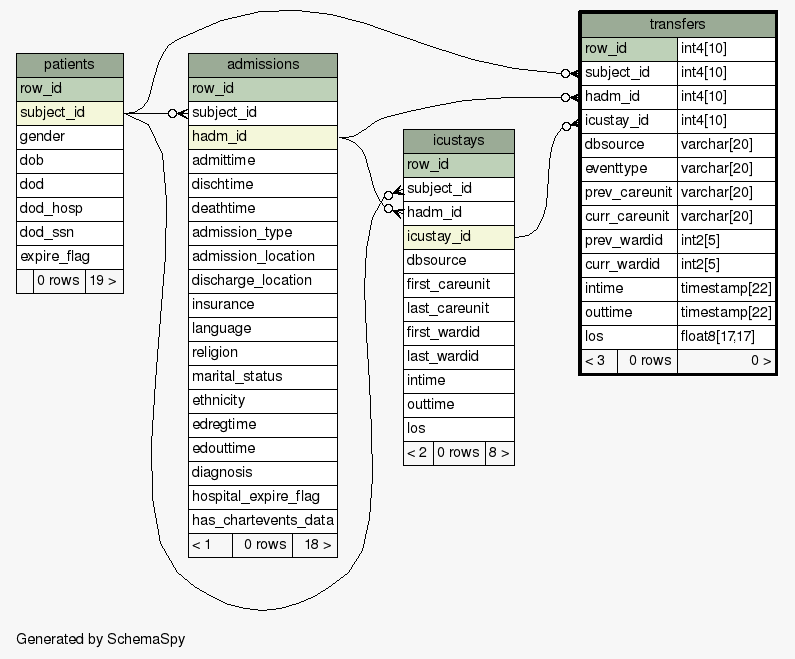 patients
row_id
subject_id
gender
dob
dod
dod_hosp
dod_ssn
expire_flag
0 rows 19 >
admissions
row_id
subject_id
hadm_id
admittime
dischtime
deathtime
admission_type
admission_location
discharge_location
insurance
language
religion
marital_status
ethnicity
edregtime
edouttime
diagnosis
hospital_expire_flag
has_chartevents_data
< 1 0 rows 18 >
icustays
row_id
subject_id
hadm_id
icustay_id
dbsource
first_careunit
last_careunit
first_wardid
last_wardid
intime
outtime
los
< 2 0 rows 8 >
transfers
row_id int4[10]
subject_id int4[10]
hadm_id int4[10]
icustay_id int4[10]
dbsource varchar[20]
eventtype varchar[20]
prev_careunit varchar[20]
curr_careunit varchar[20]
prev_wardid int2[5]
curr_wardid int2[5]
intime timestamp[22]
outtime timestamp[22]
los float8[17,17]
< 3 0 rows 0 >
Generated by SchemaSpy